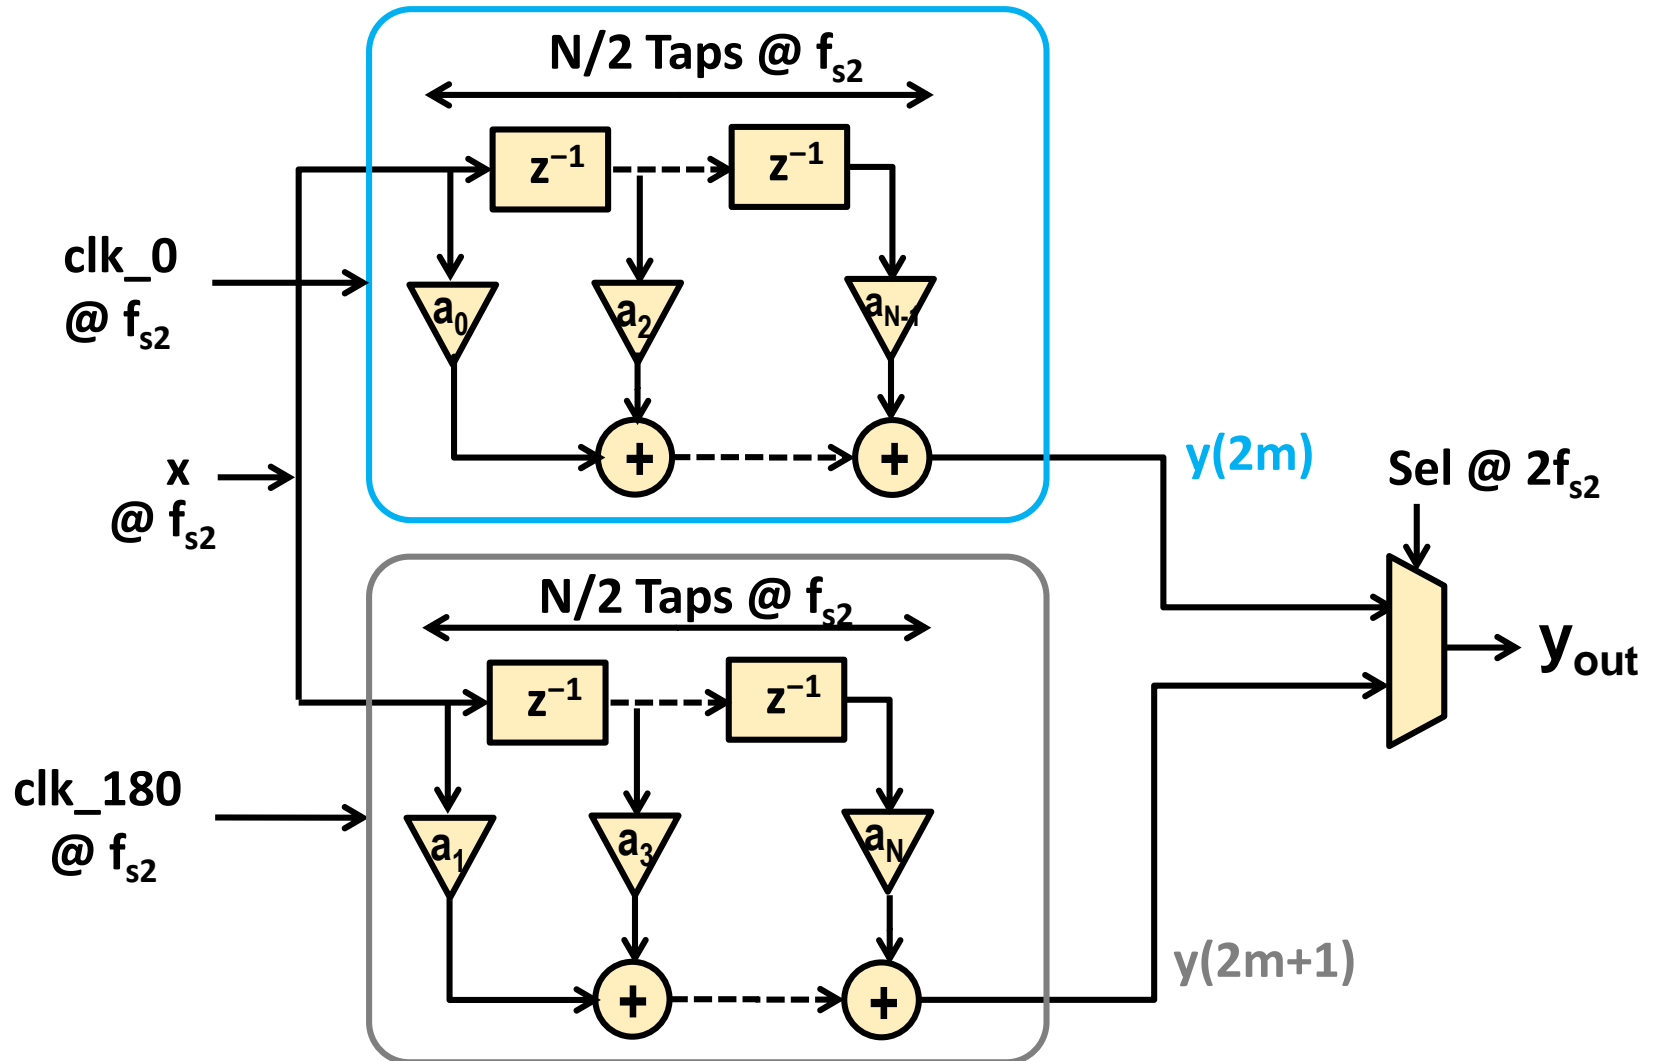 N/2 Taps @ fs2
z−1
z−1
clk_0
@ fs2
a0
a2
aN-1
+
+
y(2m)
x
@ fs2
Sel @ 2fs2
N/2 Taps @ fs2
yout
z−1
z−1
clk_180
@ fs2
a1
a3
aN
y(2m+1)
+
+